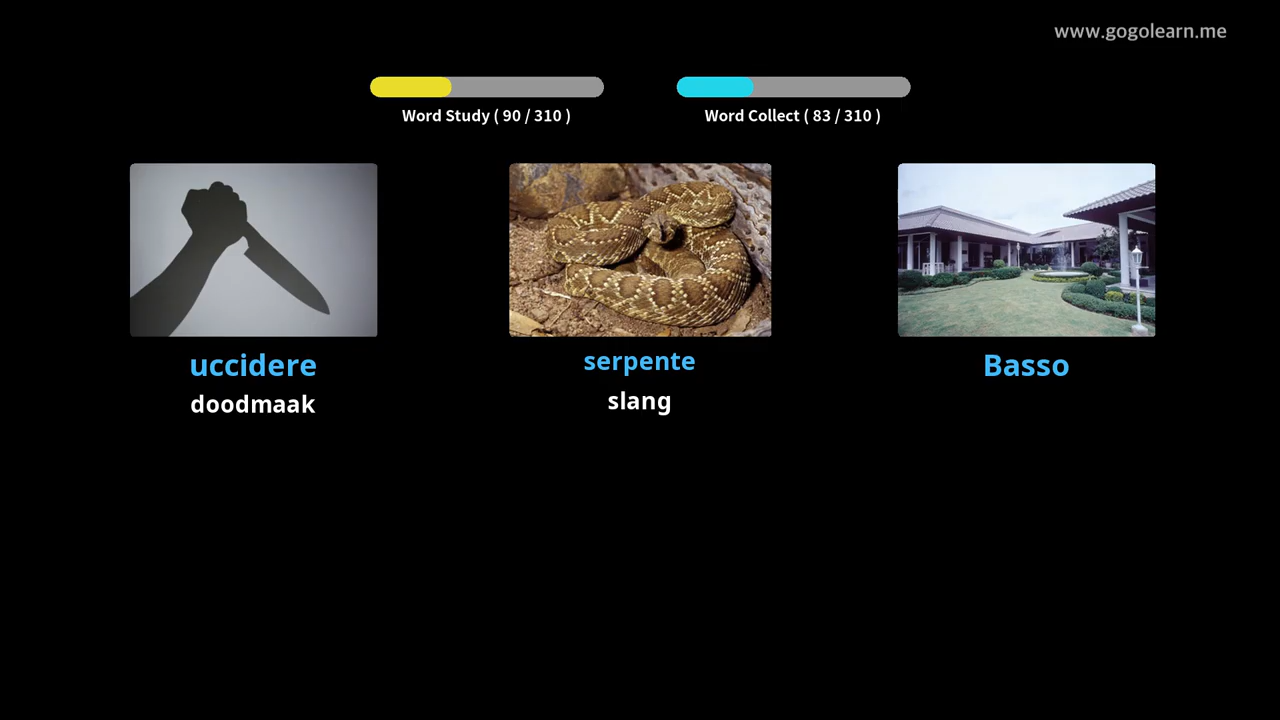 www.gogolearn.me
Word Study ( 90 / 310 )
Word Collect ( 83 / 310 )
uccidere
doodmaak
serpente
slang
Basso